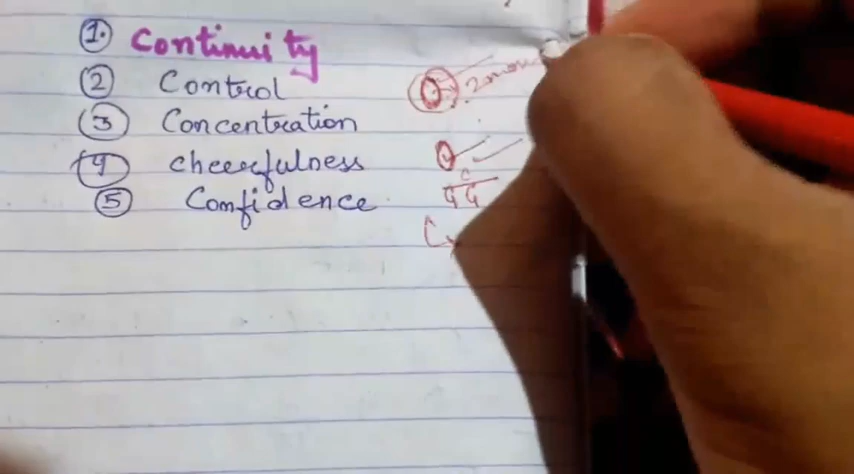 1. Continuity
2 Control
3 Concentration
4 cheerfulness
5 Confidence